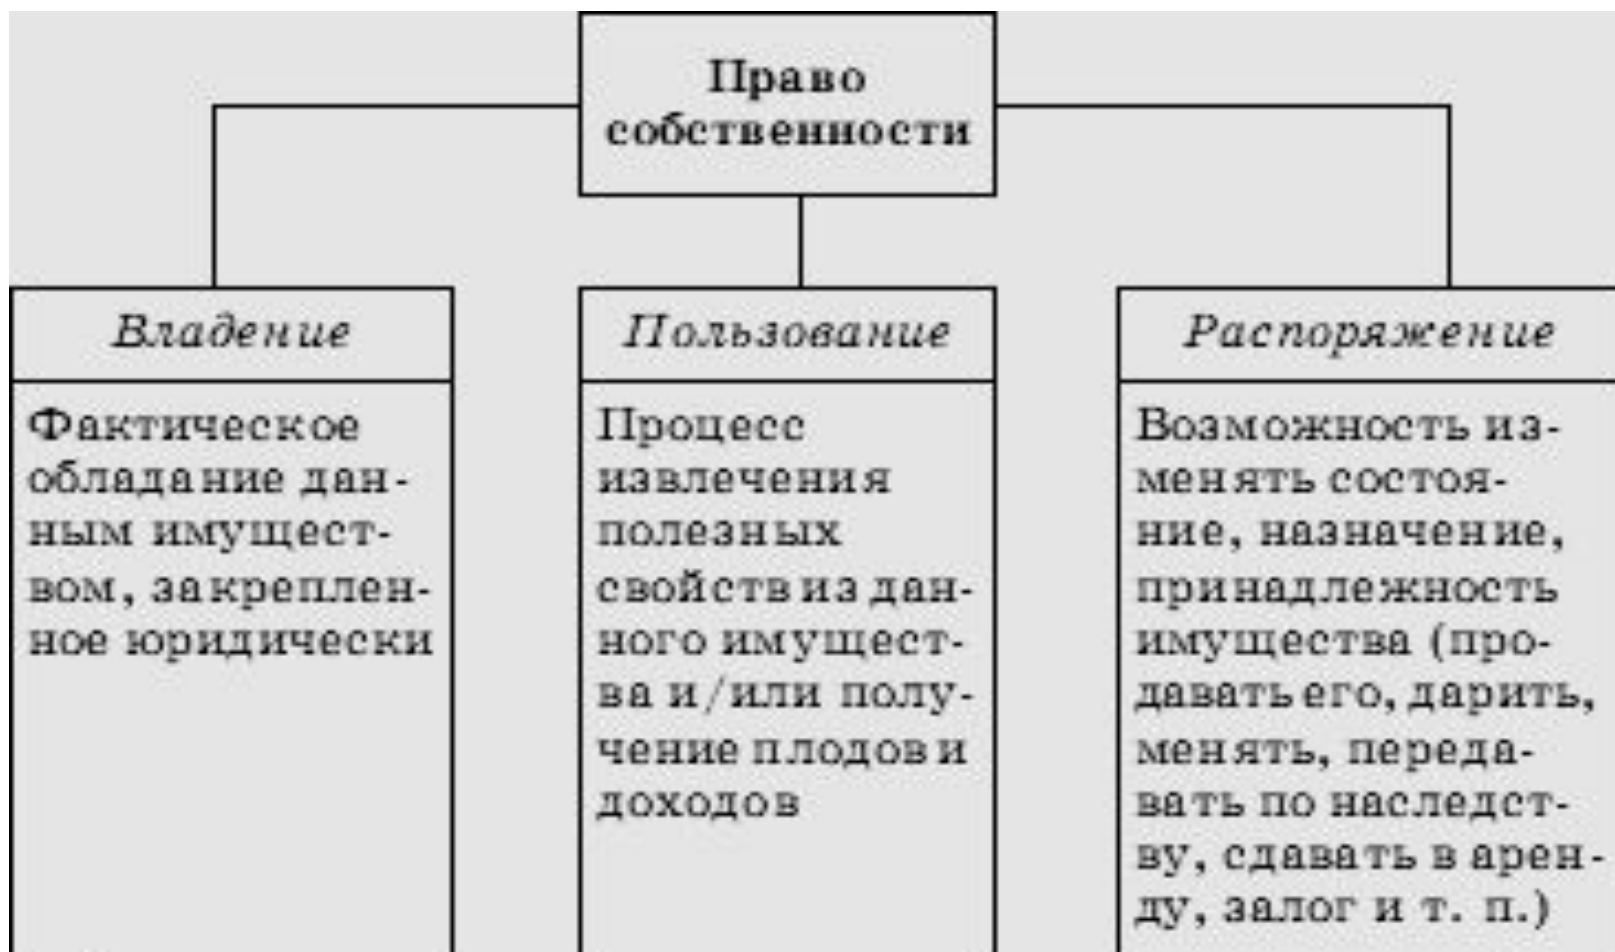 Право
собственности
Владение
Фактическое
обладание дан-
ным имущест-
вом, закреплен-
ное юридически
Пользование
Процесс
извлечения
полезных
свойств из дан-
ного имущест-
ва и/или полу-
чение плодов и
доходов
Распоряжение
Возможность из-
менять состоя-
ние, назначение,
принадлежность
имущества (про-
давать его, дарить,
менять, переда-
вать по наследст-
ву, сдавать в арен-
ду, залог и т. п.)